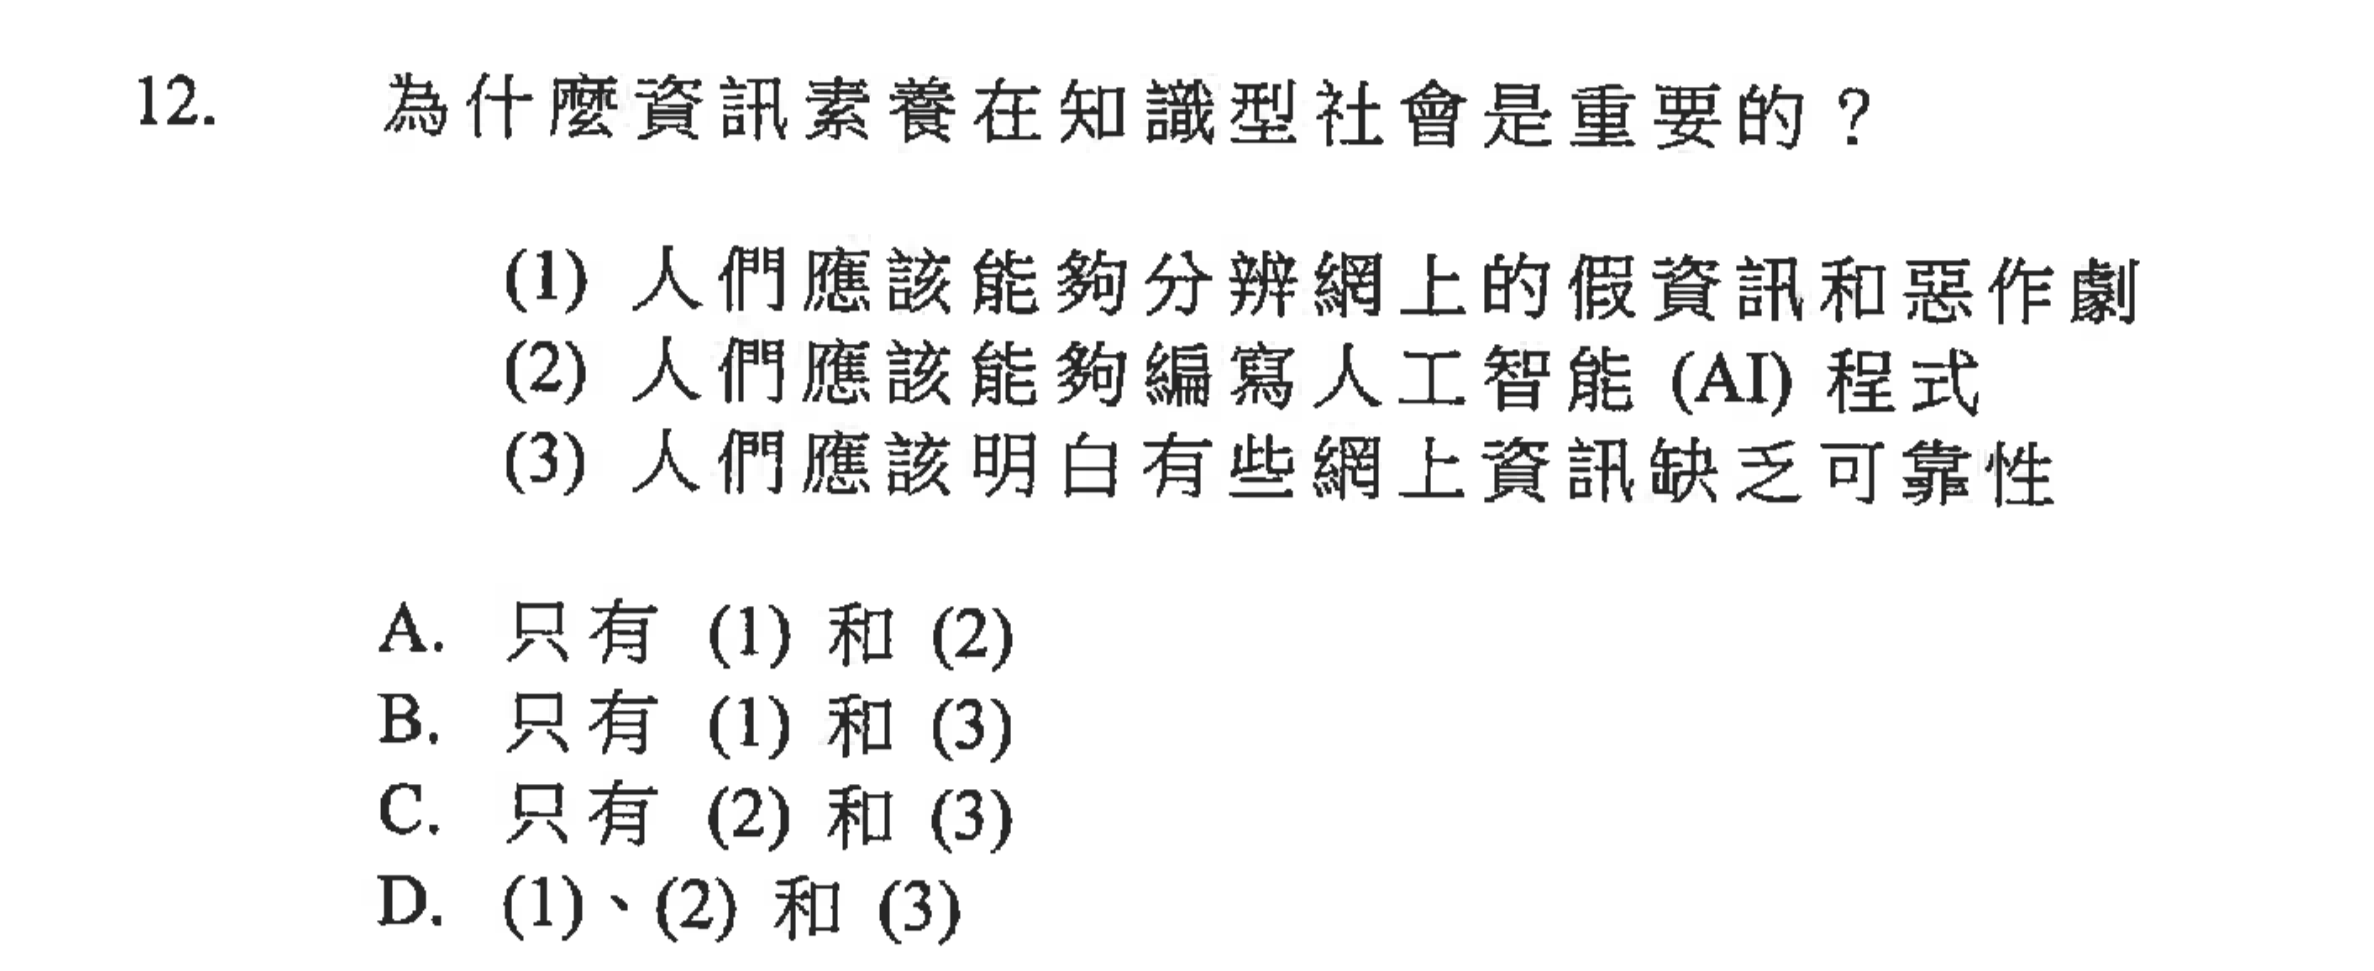 12. 為什麼資訊素養在知識型社會是重要的？
(1) 人們應該能夠分辨網上的假資訊和惡作劇
(2) 人們應該能夠編寫人工智能 (AI) 程式
(3) 人們應該明白有些網上資訊缺乏可靠性
A. 只有 (1) 和 (2)
B. 只有 (1) 和 (3)
C. 只有 (2) 和 (3)
D. (1)、(2) 和 (3)